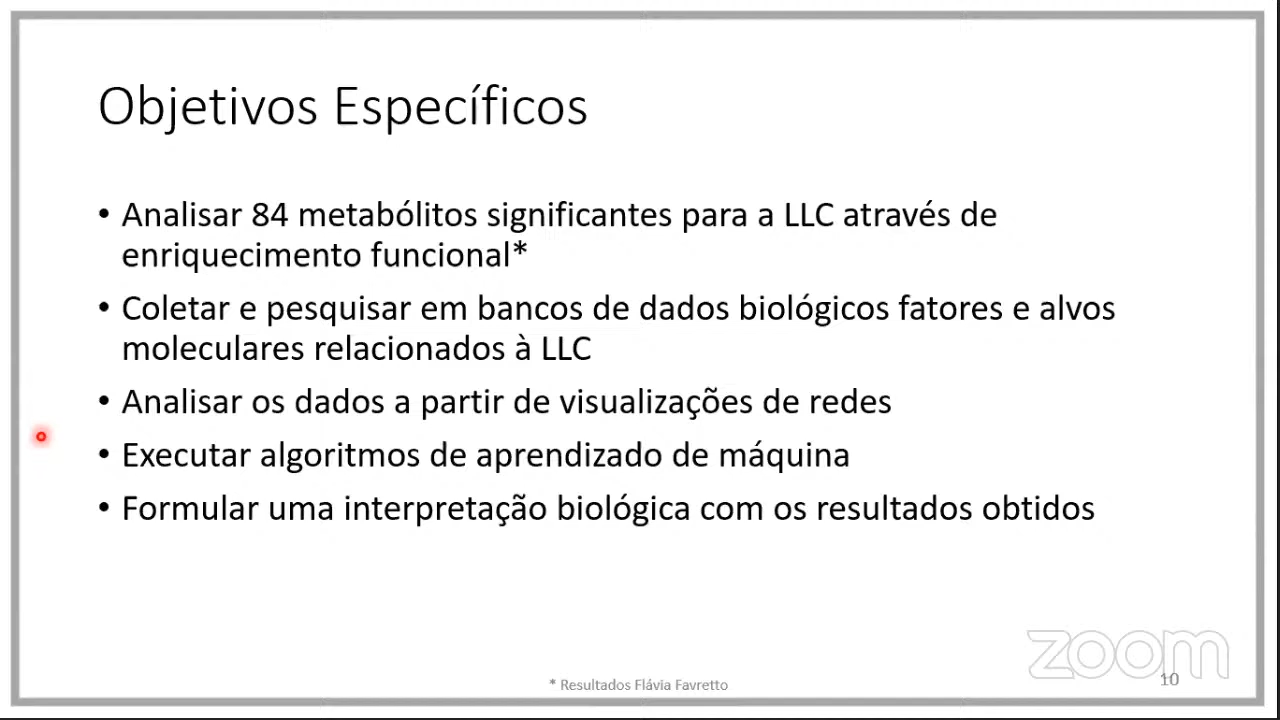 Objetivos Específicos
• Analisar 84 metabólitos significantes para a LLC através de
enriquecimento funcional*
• Coletar e pesquisar em bancos de dados biológicos fatores e alvos
moleculares relacionados à LLC
• Analisar os dados a partir de visualizações de redes
• Executar algoritmos de aprendizado de máquina
• Formular uma interpretação biológica com os resultados obtidos
zoom
* Resultados Flávia Favretto
10